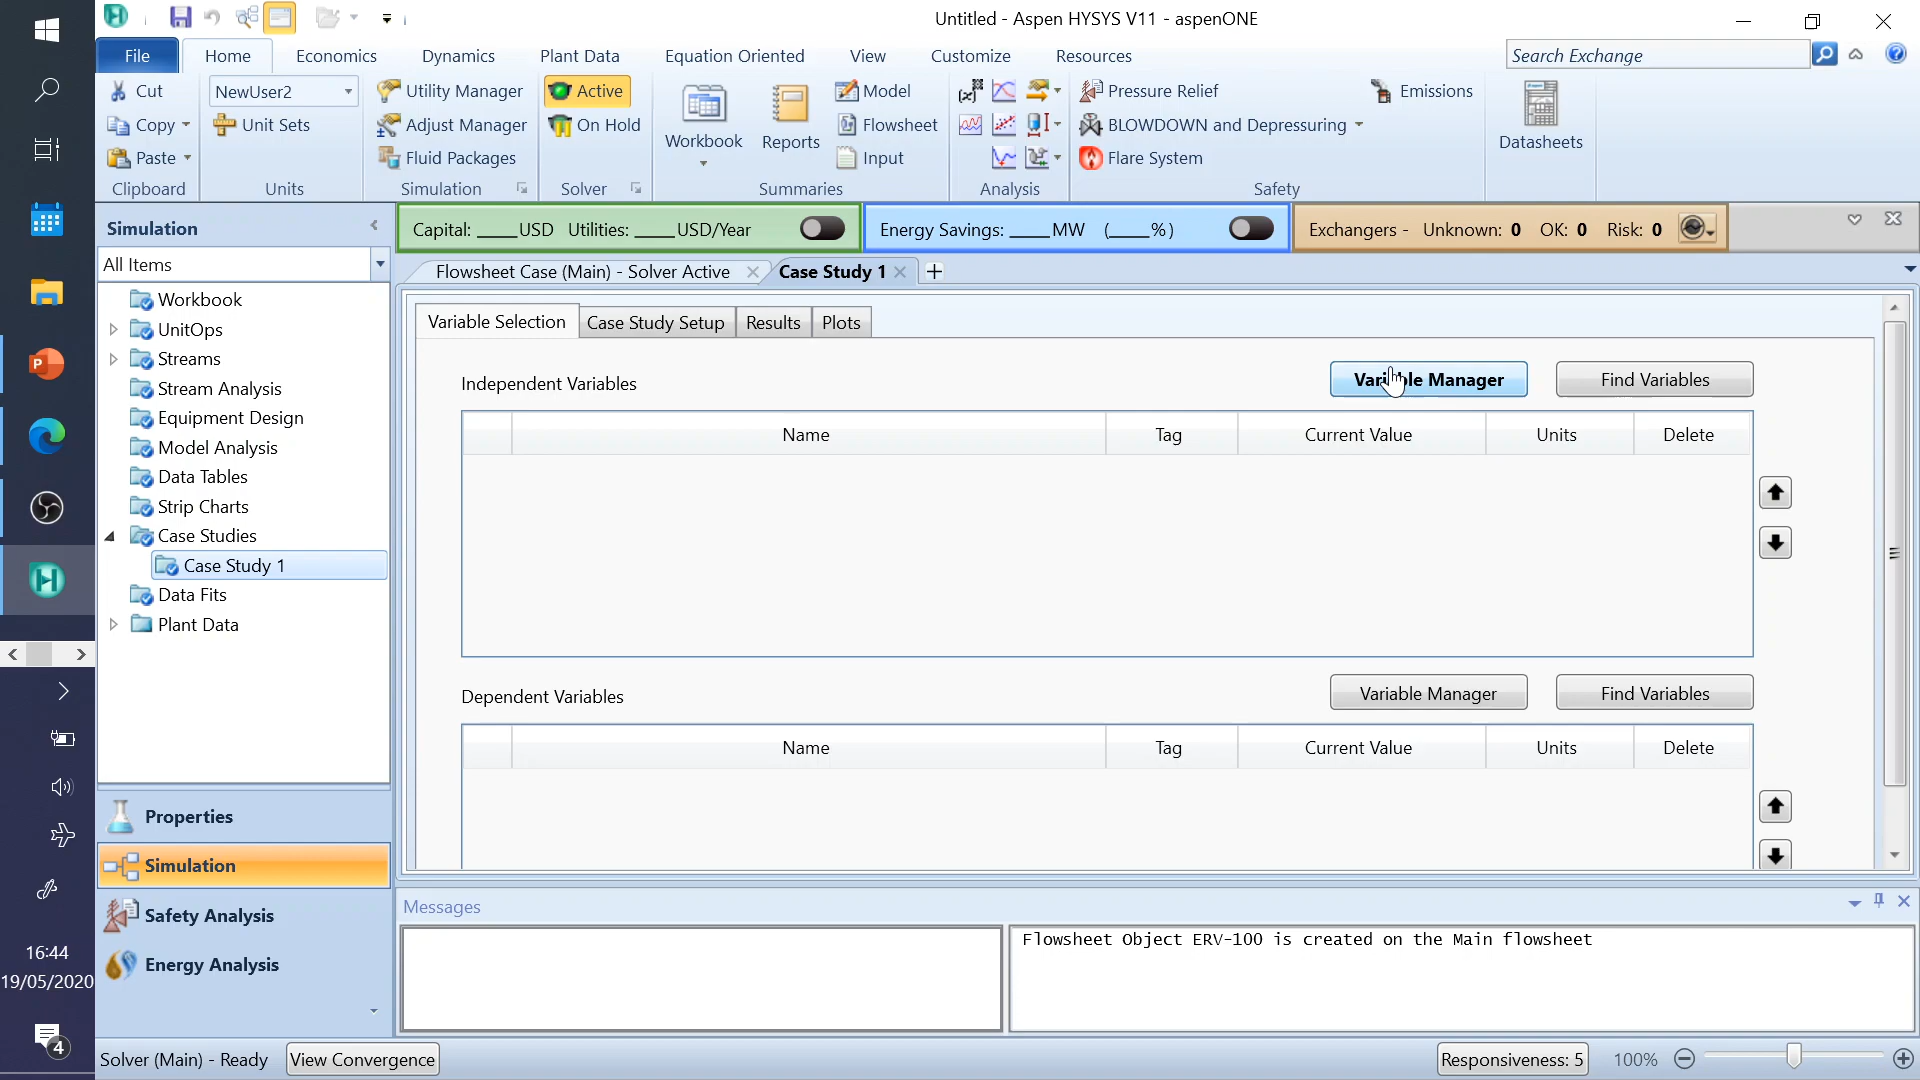 Untitled - Aspen HYSYS V11 - aspenONE
File Home Economics Dynamics Plant Data Equation Oriented View Customize Resources Search Exchange
Cut
Copy
Paste
Clipboard
NewUser2
Unit Sets
Units
Utility Manager
Adjust Manager
Fluid Packages
Simulation
Active
On Hold
Solver
Workbook
Reports
Model
Flowsheet
Input
Summaries
Analysis
Pressure Relief
BLOWDOWN and Depressuring
Flare System
Emissions
Safety
Datasheets
Simulation
All Items
Workbook
UnitOps
Streams
Stream Analysis
Equipment Design
Model Analysis
Data Tables
Strip Charts
Case Studies
Case Study 1
Data Fits
Plant Data
Properties
Simulation
Safety Analysis
Energy Analysis
Capital: ____USD Utilities: ____USD/Year
Energy Savings: ____MW (____%)
Exchangers - Unknown: 0 OK: 0 Risk: 0
Flowsheet Case (Main) - Solver Active
Case Study 1
Variable Selection Case Study Setup Results Plots
Independent Variables
Variable Manager Find Variables
Name Tag Current Value Units Delete
Dependent Variables
Variable Manager Find Variables
Name Tag Current Value Units Delete
Messages
Flowsheet Object ERV-100 is created on the Main flowsheet
Solver (Main) - Ready View Convergence
Responsiveness: 5 100%
16:44
19/05/2020
4